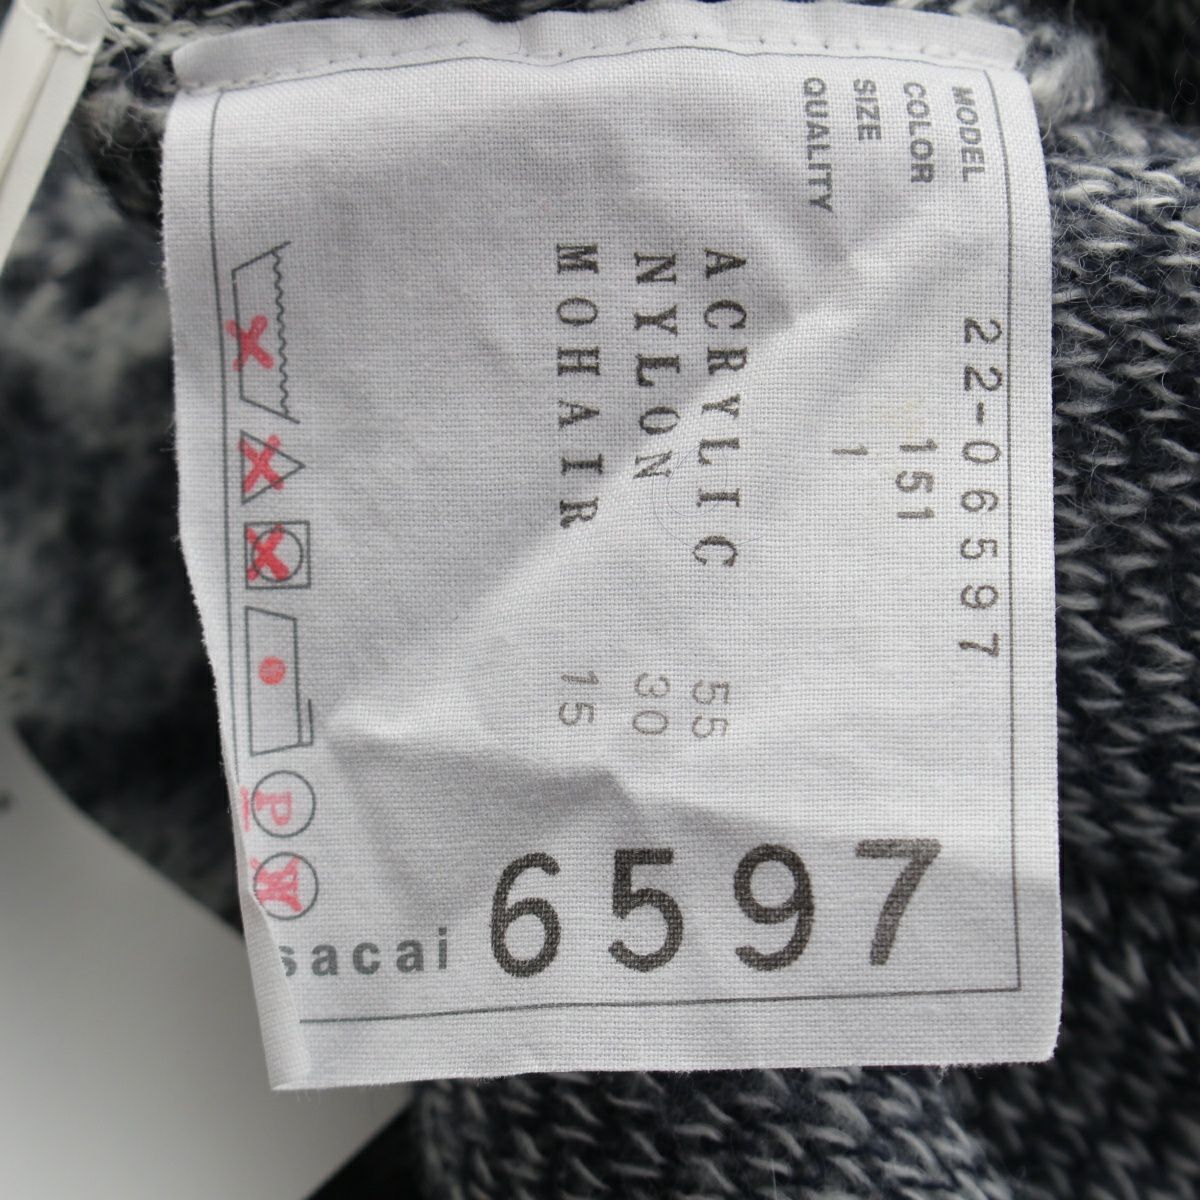 MODEL 22-06597
COLOR 151
SIZE 1
QUALITY
ACRYLIC 55
NYLON 30
MOHAIR 15
P W
sacai 6597